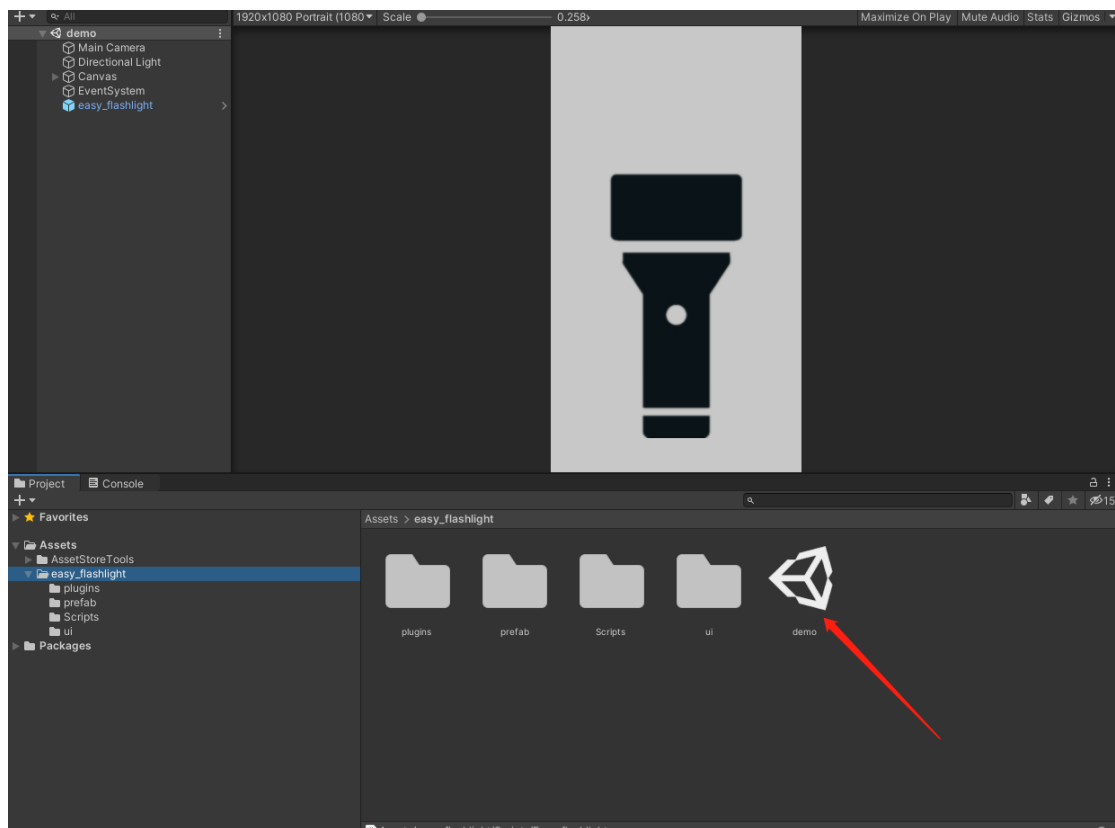 All
1920x1080 Portrait (1080
Scale
0.258x
Maximize On Play
Mute Audio
Stats
Gizmos
demo
Main Camera
Directional Light
Canvas
EventSystem
easy_flashlight
Project
Console
15
Favorites
Assets
AssetStoreTools
easy_flashlight
plugins
prefab
Scripts
ui
Packages
Assets > easy_flashlight
plugins
prefab
Scripts
ui
demo